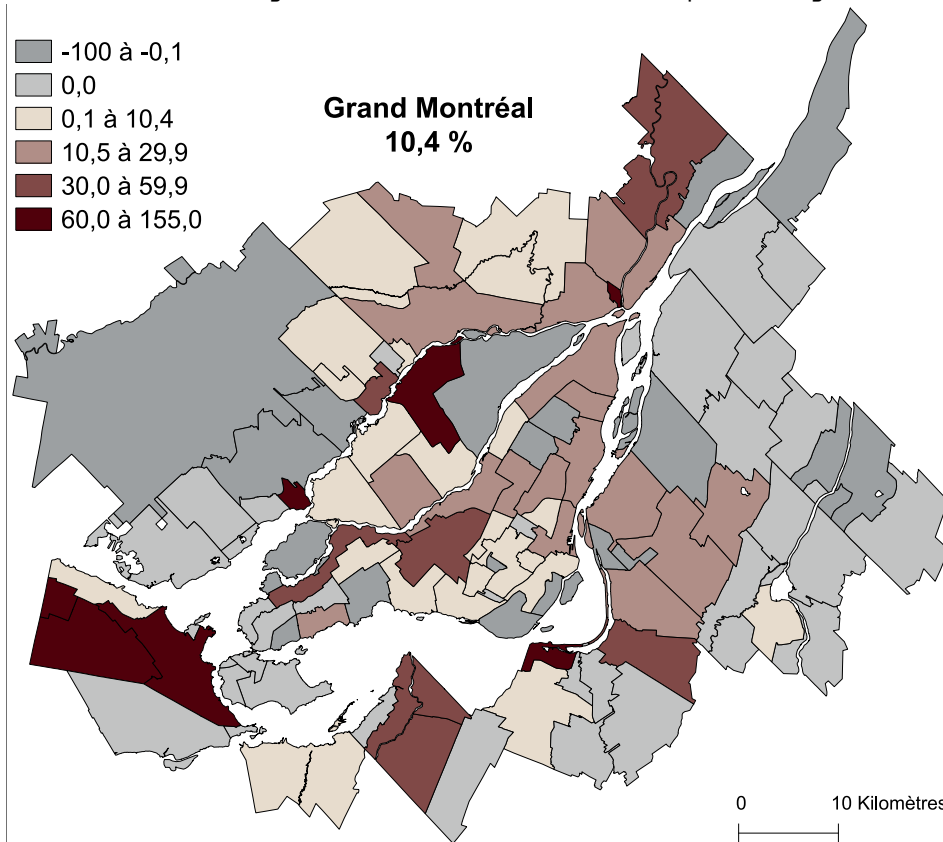 -100 à -0,1
0,0
0,1 à 10,4
10,5 à 29,9
30,0 à 59,9
60,0 à 155,0
Grand Montréal
10,4 %
0 10 Kilomètres